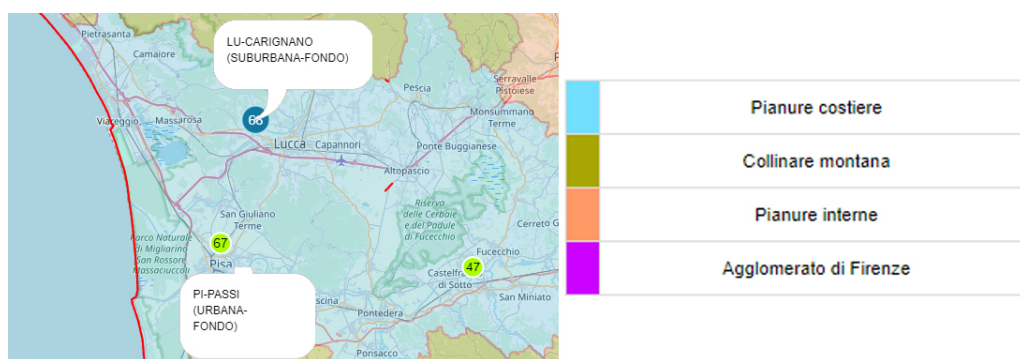 Pietrasanta
Camaiore
LU-CARIGNANO
(SUBURBANA-FONDO)
Serravalle
Pistoiese
Pescia
Monsummano
Terme
66
Viareggio
Massarosa
Lucca
Capannori
Ponte Buggianese
Altopascio
San Giuliano
Terme
Riserva
delle Cerbaie
e del Padule
di Fucecchio
Cerreto G
67
Parco Naturale
di Migliarino
San Rossore
Massaciuccoli
Pisa
Fucecchio
47
Castelfra
di Sotto
San Miniato
PI-PASSI
(URBANA-
FONDO)
scina
Pontedera
Ponsacco
Pianure costiere
Collinare montana
Pianure interne
Agglomerato di Firenze